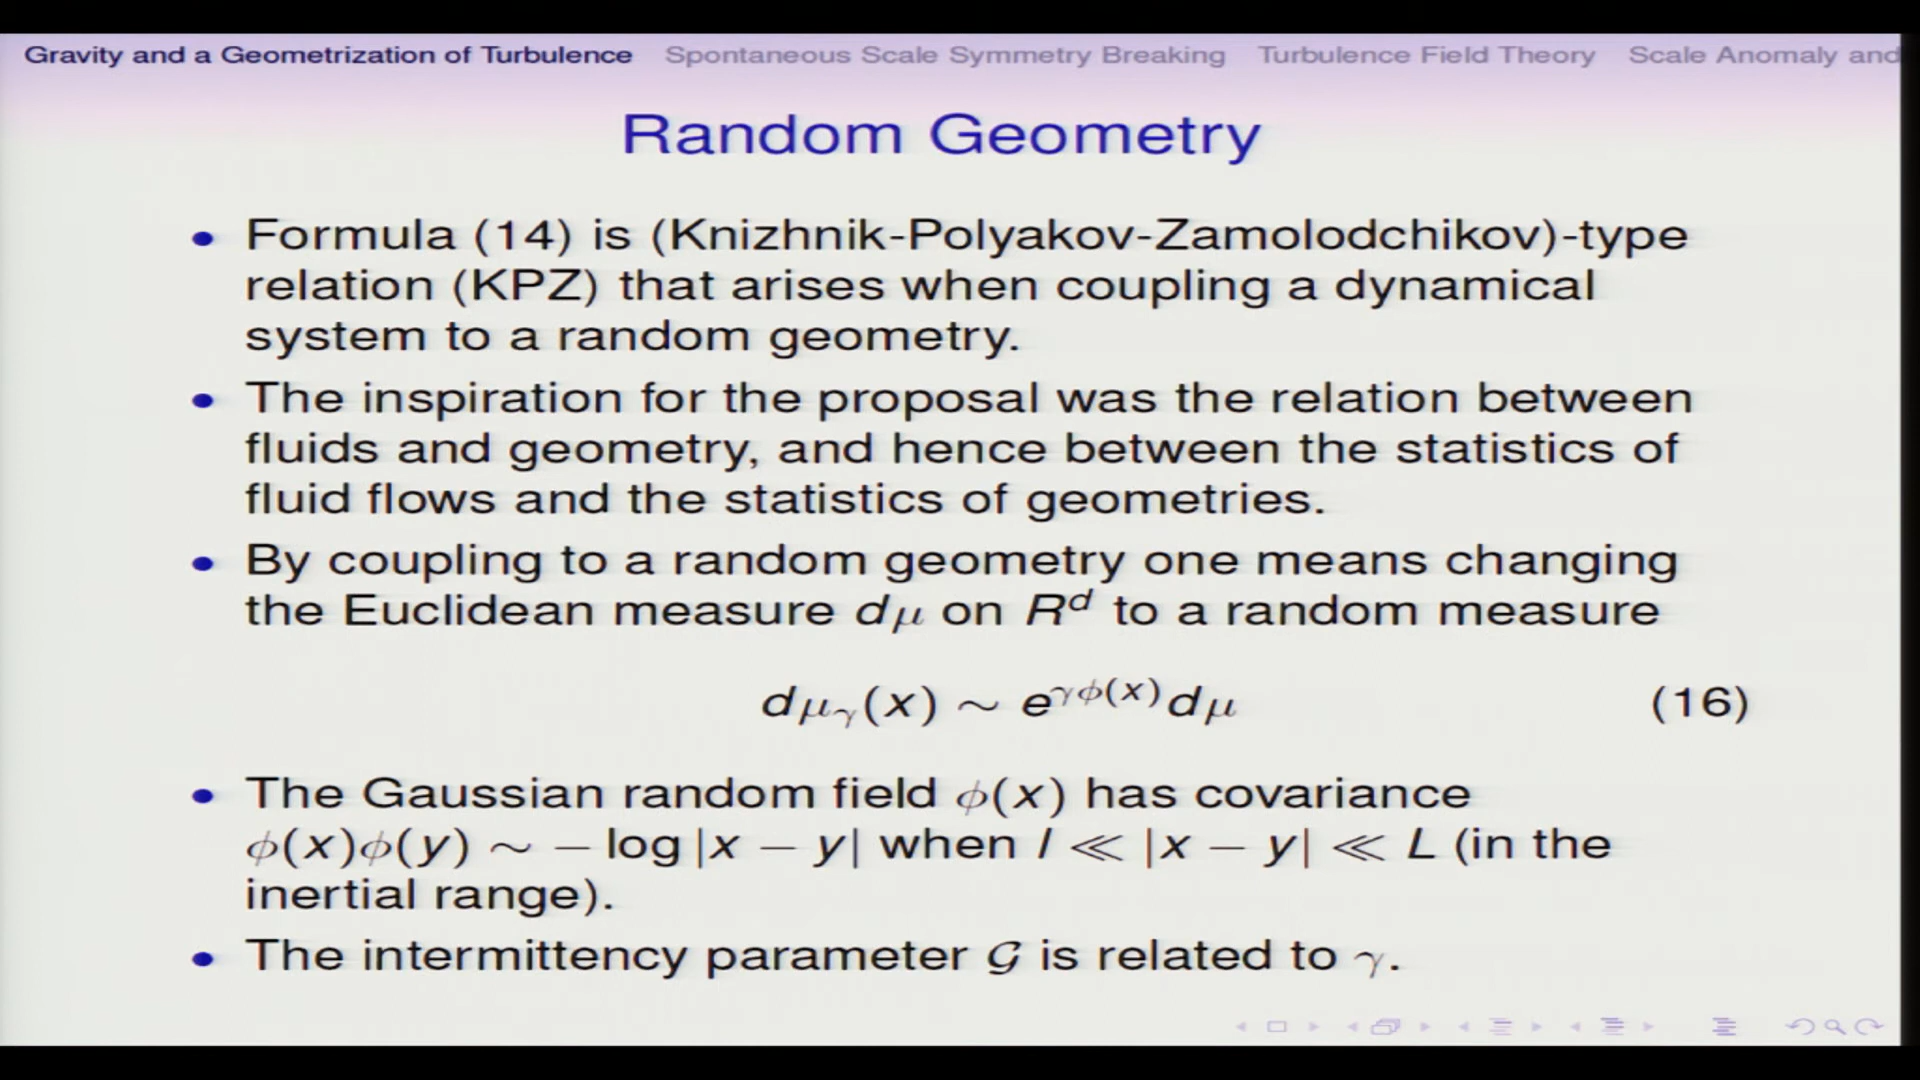 Gravity and a Geometrization of Turbulence Spontaneous Scale Symmetry Breaking Turbulence Field Theory Scale Anomaly and
Random Geometry
• Formula (14) is (Knizhnik-Polyakov-Zamolodchikov)-type
relation (KPZ) that arises when coupling a dynamical
system to a random geometry.
• The inspiration for the proposal was the relation between
fluids and geometry, and hence between the statistics of
fluid flows and the statistics of geometries.
• By coupling to a random geometry one means changing
the Euclidean measure dμ on R^d to a random measure
dμ_γ(x) ∼ e^{γϕ(x)}dμ (16)
• The Gaussian random field ϕ(x) has covariance
ϕ(x)ϕ(y) ∼ − log |x − y| when l ≪ |x − y| ≪ L (in the
inertial range).
• The intermittency parameter 𝒢 is related to γ.